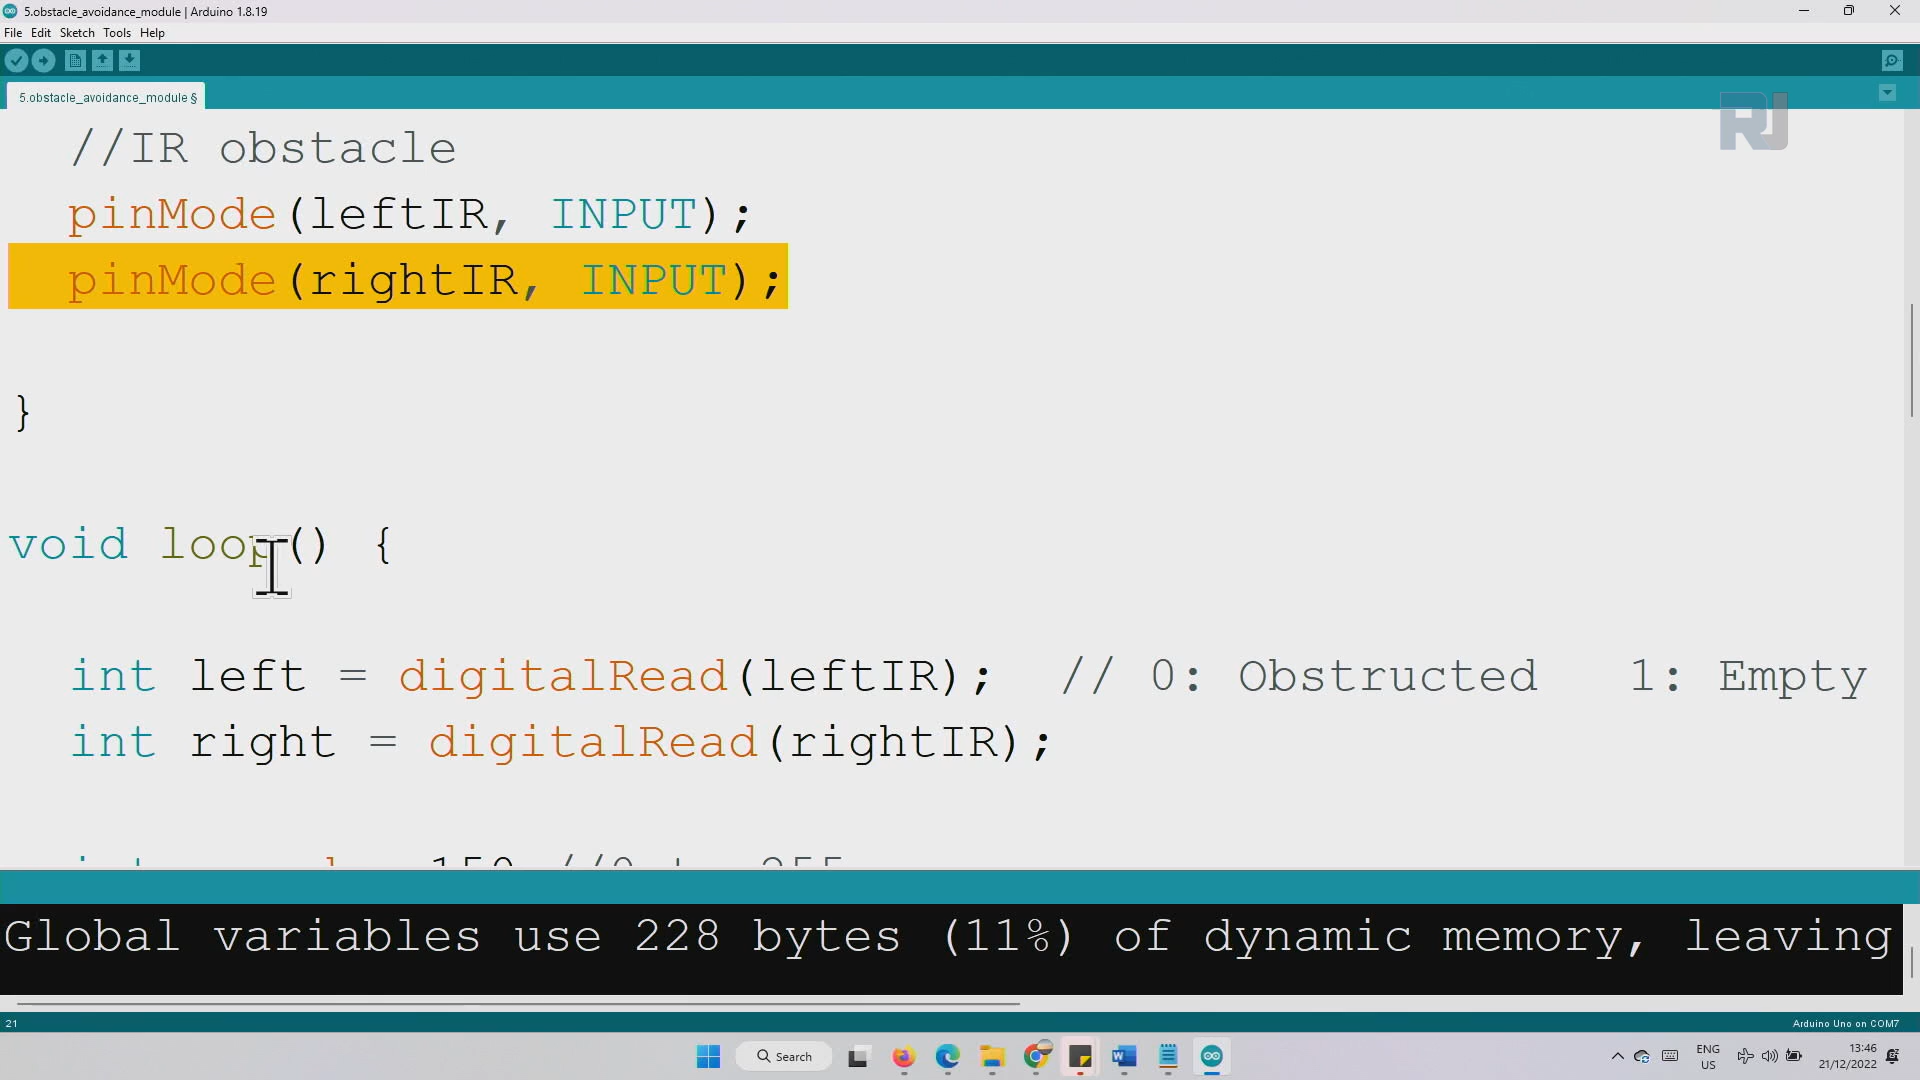 5.obstacle_avoidance_module | Arduino 1.8.19
File Edit Sketch Tools Help
5.obstacle_avoidance_module §
RJ
//IR obstacle
pinMode(leftIR, INPUT);
pinMode(rightIR, INPUT);
}
void loop() {
int left = digitalRead(leftIR); // 0: Obstructed 1: Empty
int right = digitalRead(rightIR);
Global variables use 228 bytes (11%) of dynamic memory, leaving
21
Arduino Uno on COM7
Search
ENG
US
13:46
21/12/2022